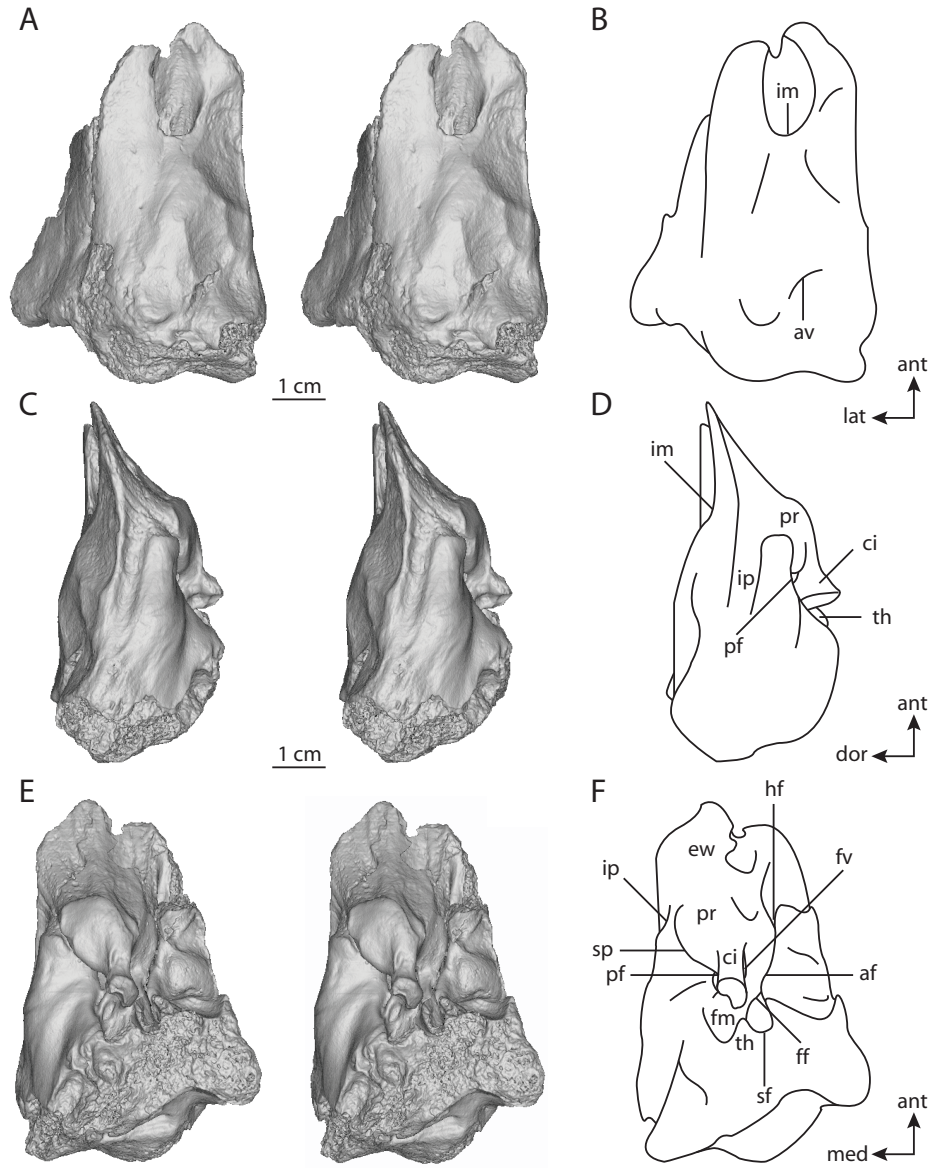 A
B
im
av
1 cm
ant
lat
C
D
im
pr
ci
ip
th
pf
1 cm
ant
dor
E
F
hf
ew
fv
ip
pr
sp
ci
pf
af
fm
th
ff
sf
ant
med